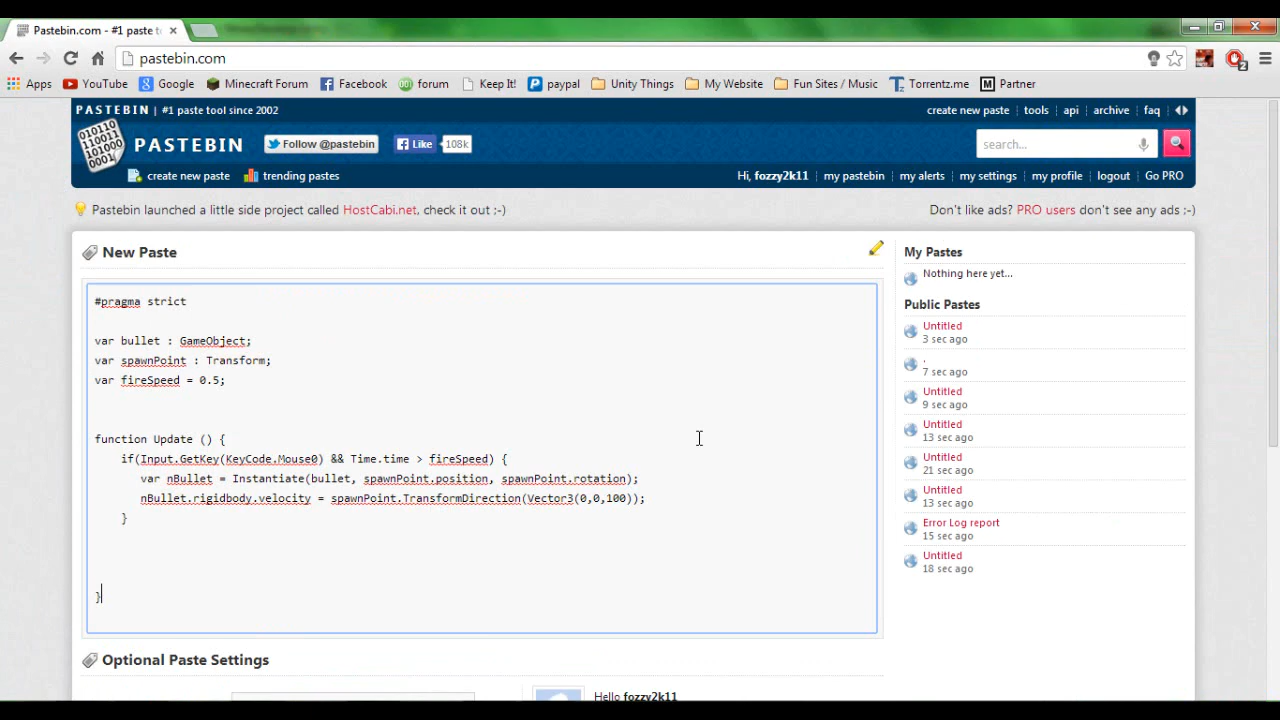 Pastebin.com - #1 paste to
pastebin.com
Apps YouTube Google Minecraft Forum Facebook forum Keep It! paypal Unity Things My Website Fun Sites / Music Torrentz.me Partner
PASTEBIN | #1 paste tool since 2002 create new paste tools api archive faq
PASTEBIN Follow @pastebin Like 108k search...
create new paste trending pastes Hi, fozzy2k11 my pastebin my alerts my settings my profile logout Go PRO
Pastebin launched a little side project called HostCabi.net, check it out ;-) Don't like ads? PRO users don't see any ads ;-)
New Paste
#pragma strict
var bullet : GameObject;
var spawnPoint : Transform;
var fireSpeed = 0.5;
function Update () {
if(Input.GetKey(KeyCode.Mouse0) && Time.time > fireSpeed) {
var nBullet = Instantiate(bullet, spawnPoint.position, spawnPoint.rotation);
nBullet.rigidbody.velocity = spawnPoint.TransformDirection(Vector3(0,0,100));
}
}
My Pastes
Nothing here yet...
Public Pastes
Untitled
3 sec ago
.
7 sec ago
Untitled
9 sec ago
Untitled
13 sec ago
Untitled
21 sec ago
Untitled
13 sec ago
Error Log report
15 sec ago
Untitled
18 sec ago
Optional Paste Settings
Hello fozzy2k11